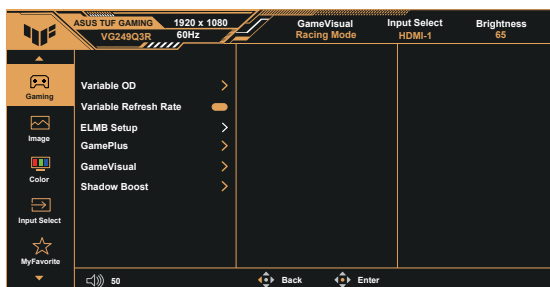 ASUS TUF GAMING 1920 x 1080 GameVisual Input Select Brightness
VG249Q3R 60Hz Racing Mode HDMI-1 65
Gaming
Variable OD
Variable Refresh Rate
ELMB Setup
Image
GamePlus
GameVisual
Color
Shadow Boost
Input Select
MyFavorite
50 Back Enter